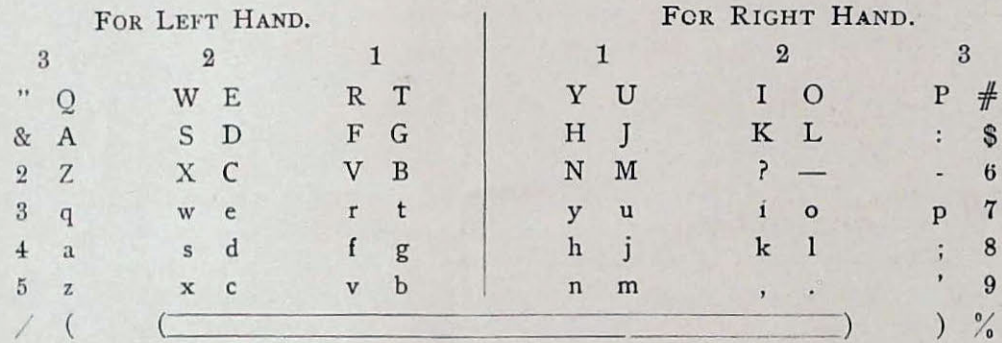 FOR LEFT HAND. FOR RIGHT HAND.
3 2 1 1 2 3
" Q W E R T Y U I O P #
& A S D F G H J K L : $
2 Z X C V B N M ? — - 6
3 q w e r t y u i o p 7
4 a s d f g h j k l ; 8
5 z x c v b n m , . ' 9
/ ( ( ) ) %